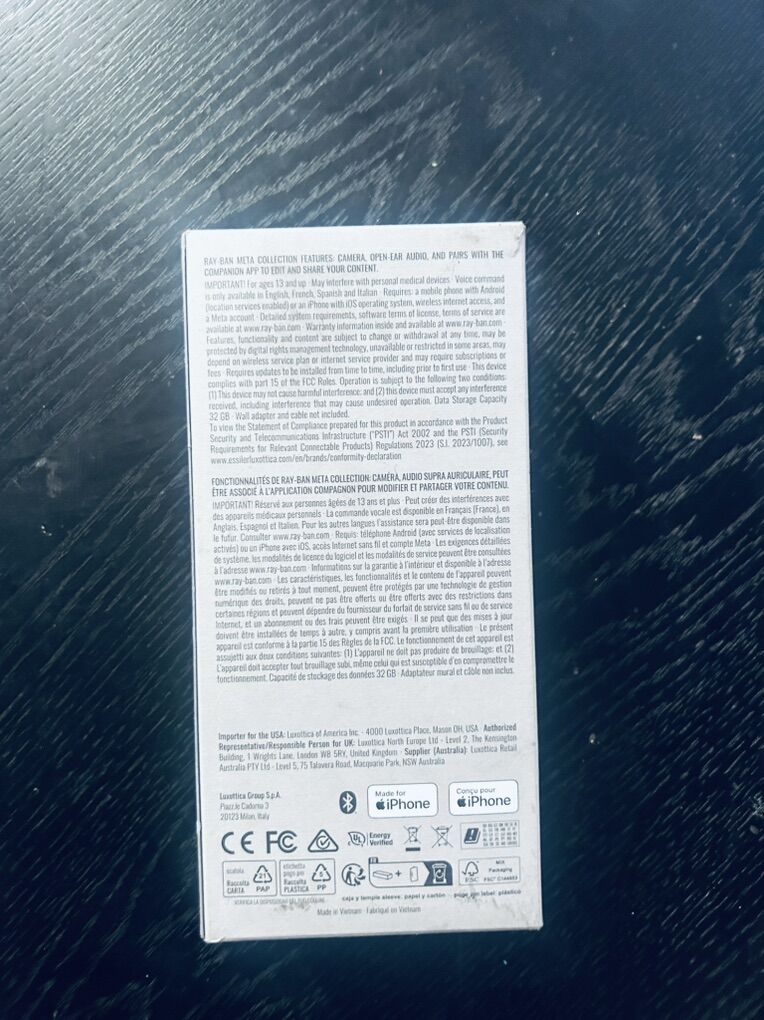 RAY-BAN META COLLECTION FEATURES: CAMERA, OPEN-EAR AUDIO, AND PAIRS WITH THE
COMPANION APP TO EDIT AND SHARE YOUR CONTENT.
IMPORTANT! For ages 13 and up · May interfere with personal medical devices · Voice command
is only available in English, French, Spanish and Italian · Requires: a mobile phone with Android
(location services enabled) or an iPhone with iOS operating system, wireless internet access, and
a Meta account · Detailed system requirements, software terms of license, terms of service are
available at www.ray-ban.com · Warranty information inside and available at www.ray-ban.com ·
Features, functionality and content are subject to change or withdrawal at any time, may be
protected by digital rights management technology, unavailable or restricted in some areas, may
depend on wireless service plan or internet service provider and may require subscriptions or
fees · Requires updates to be installed from time to time, including prior to first use · This device
complies with part 15 of the FCC Rules. Operation is subject to the following two conditions:
(1) This device may not cause harmful interference; and (2) this device must accept any interference
received, including interference that may cause undesired operation. Data Storage Capacity
32 GB · Wall adapter and cable not included.
To view the Statement of Compliance prepared for this product in accordance with the Product
Security and Telecommunications Infrastructure ("PSTI") Act 2002 and the PSTI (Security
Requirements for Relevant Connectable Products) Regulations 2023 (S.I. 2023/1007), see
www.essilorluxottica.com/en/brands/conformity-declaration
FONCTIONNALITÉS DE RAY-BAN META COLLECTION: CAMÉRA, AUDIO SUPRA AURICULAIRE, PEUT
ÊTRE ASSOCIÉ À L'APPLICATION COMPAGNON POUR MODIFIER ET PARTAGER VOTRE CONTENU.
IMPORTANT! Réservé aux personnes âgées de 13 ans et plus · Peut créer des interférences avec
des appareils médicaux personnels · La commande vocale est disponible en Français (France), en
Anglais, Espagnol et Italien. Pour les autres langues l'assistance sera peut-être disponible dans
le futur. Consulter www.ray-ban.com · Requis: téléphone Android (avec services de localisation
activés) ou un iPhone avec iOS, accès Internet sans fil et compte Meta · Les exigences détaillées
de système, les modalités de licence du logiciel et les modalités de service peuvent être consultées
à l'adresse www.ray-ban.com · Informations sur la garantie à l'intérieur et disponible à l'adresse
www.ray-ban.com · Les caractéristiques, les fonctionnalités et le contenu de l'appareil peuvent
être modifiés ou retirés à tout moment, peuvent être protégés par une technologie de gestion
numérique des droits, peuvent ne pas être offerts ou être offerts avec des restrictions dans
certaines régions et peuvent dépendre du fournisseur du forfait de service sans fil ou de service
Internet, et un abonnement ou des frais peuvent être exigés · Il se peut que des mises à jour
doivent être installées de temps à autre, y compris avant la première utilisation · Le présent
appareil est conforme à la partie 15 des Règles de la FCC. Le fonctionnement de cet appareil est
assujetti aux deux conditions suivantes: (1) L'appareil ne doit pas produire de brouillage; et (2)
L'appareil doit accepter tout brouillage subi, même celui qui est susceptible d'en compromettre le
fonctionnement. Capacité de stockage des données 32 GB · Adaptateur mural et câble non inclus.
Importer for the USA: Luxottica of America Inc. · 4000 Luxottica Place, Mason OH, USA · Authorized
Representative/Responsible Person for UK: Luxottica North Europe Ltd · Level 2, The Kensington
Building, 1 Wrights Lane, London W8 5RY, United Kingdom · Supplier (Australia): Luxottica Retail
Australia PTY Ltd · Level 5, 75 Talavera Road, Macquarie Park, NSW Australia
Luxottica Group S.p.A.
Piazz.le Cadorna 3
20123 Milan, Italy
Made for
iPhone
Conçu pour
iPhone
CE FC
UL Energy
Verified
scatola
Raccolta
CARTA
21
PAP
etichetta
Raccolta
PLASTICA
5
PP
FR
FSC
MIX
Packaging
caja y temple sleeve: papel y cartón · label: plástico
Made in Vietnam · Fabriqué en Vietnam